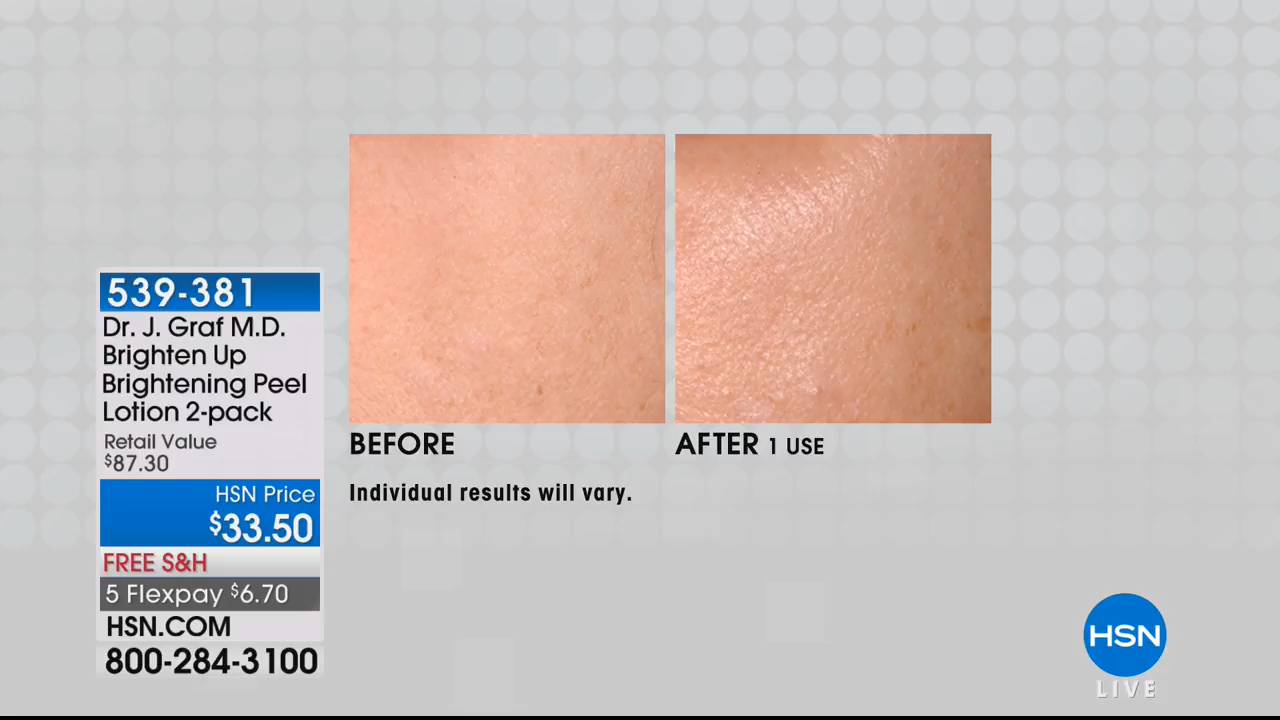 539-381
Dr. J. Graf M.D.
Brighten Up
Brightening Peel
Lotion 2-pack
Retail Value
$87.30
HSN Price
$33.50
FREE S&H
5 Flexpay $6.70
HSN.COM
800-284-3100
BEFORE
AFTER 1 USE
Individual results will vary.
HSN
LIVE